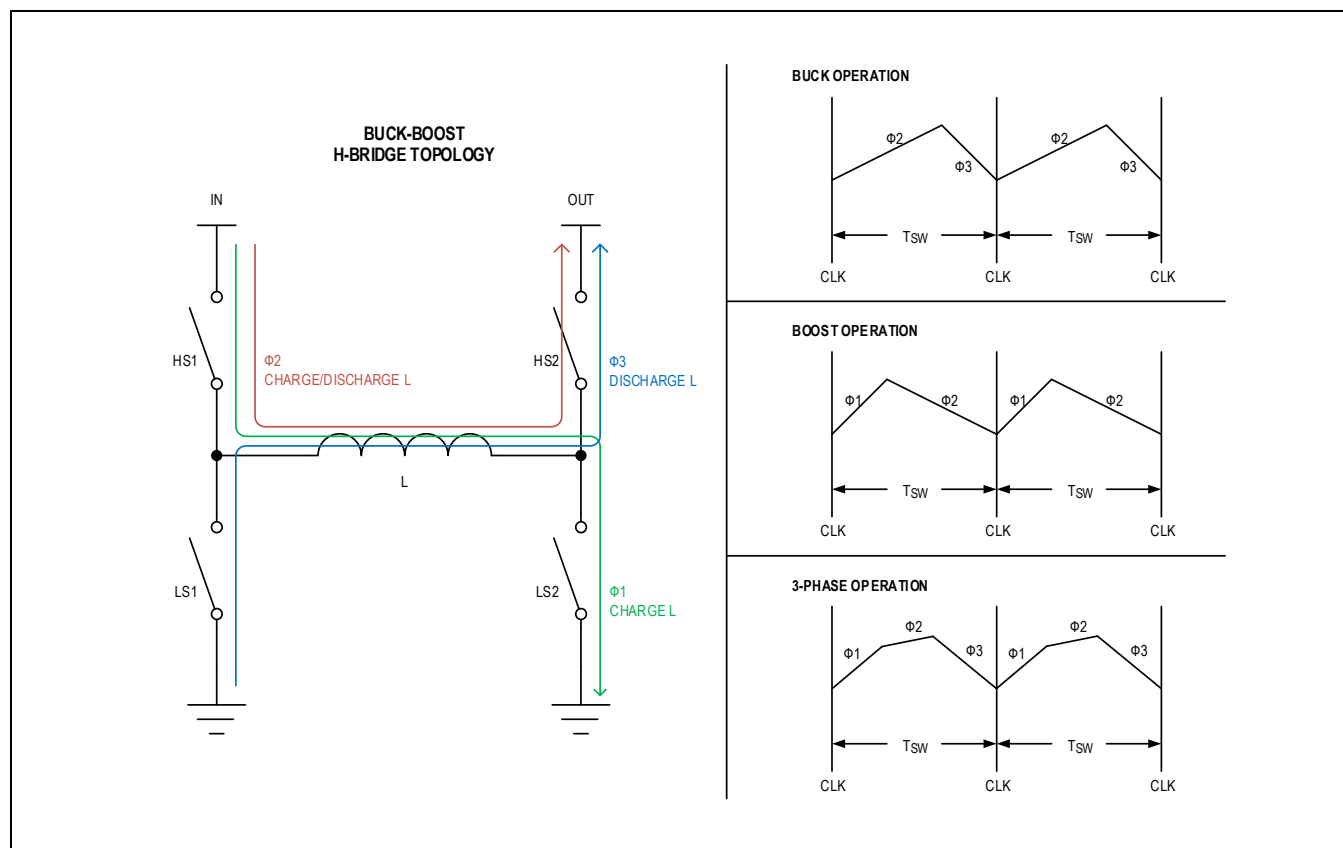 BUCK-BOOST
H-BRIDGE TOPOLOGY
IN
OUT
HS1
Φ2
CHARGE/DISCHARGE L
HS2
Φ3
DISCHARGE L
L
LS1
LS2
Φ1
CHARGE L
BUCK OPERATION
Φ2
Φ3
Φ2
Φ3
TSW
TSW
CLK
CLK
CLK
BOOST OPERATION
Φ1
Φ2
Φ1
Φ2
TSW
TSW
CLK
CLK
CLK
3-PHASE OPERATION
Φ1
Φ2
Φ3
Φ1
Φ2
Φ3
TSW
TSW
CLK
CLK
CLK